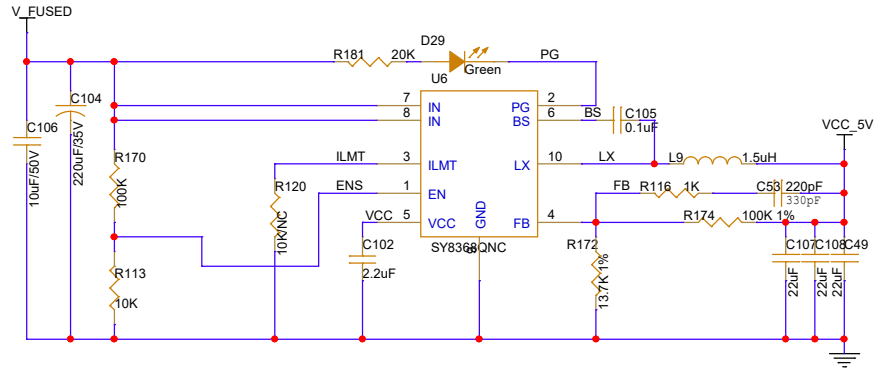 V_FUSED
D29
R181 20K
Green
PG
U6
C104
220uF/35V
C106
10uF/50V
7 IN
8 IN
PG 2
BS 6
BS
C105
0.1uF
VCC_5V
R170
100K
ILMT
3 ILMT
LX 10
LX
L9 1.5uH
R120
10K/NC
ENS
1 EN
FB
R116 1K
C53 220pF
330pF
VCC
5 VCC
GND
FB 4
R174 100K 1%
C102
2.2uF
SY8368QNC
R172
13.7K 1%
C107
22uF
C108
22uF
C49
22uF
R113
10K